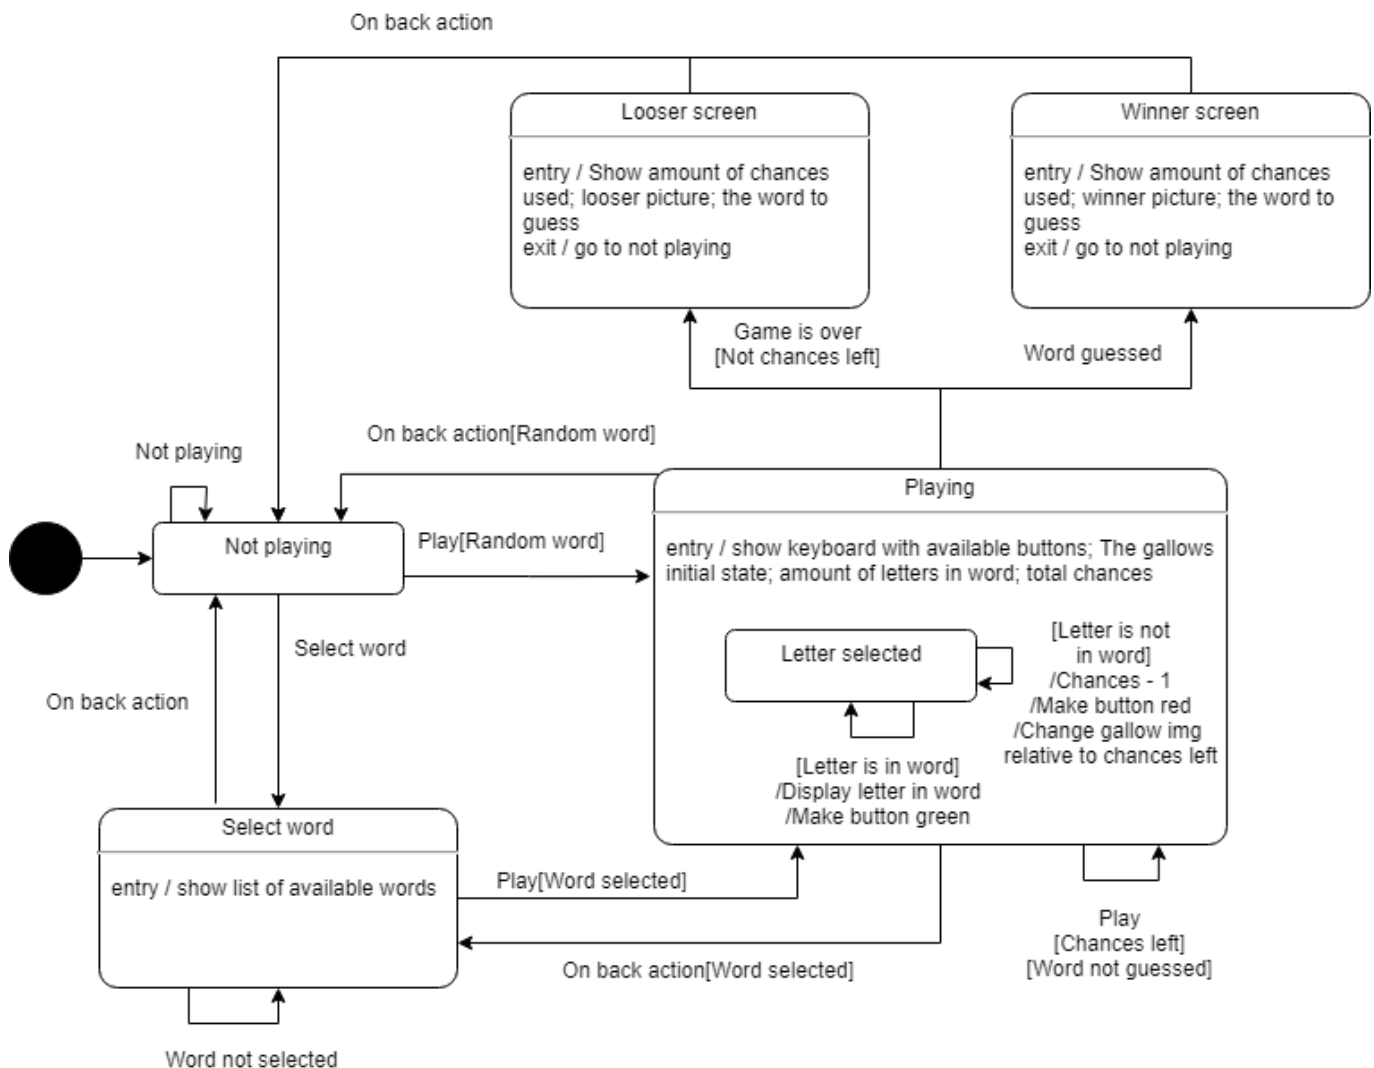 On back action
Looser screen
entry / Show amount of chances
used; looser picture; the word to
guess
exit / go to not playing
Winner screen
entry / Show amount of chances
used; winner picture; the word to
guess
exit / go to not playing
Game is over
[Not chances left]
Word guessed
On back action[Random word]
Not playing
Not playing
Play[Random word]
Playing
entry / show keyboard with available buttons; The gallows
initial state; amount of letters in word; total chances
Letter selected
[Letter is not
in word]
/Chances - 1
/Make button red
/Change gallow img
relative to chances left
[Letter is in word]
/Display letter in word
/Make button green
Select word
On back action
Select word
entry / show list of available words
Play[Word selected]
On back action[Word selected]
Play
[Chances left]
[Word not guessed]
Word not selected